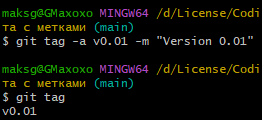 maksg@GMaxoxo MINGW64 /d/License/Codi
та с метками (main)
$ git tag -a v0.01 -m "Version 0.01"
maksg@GMaxoxo MINGW64 /d/License/Codi
та с метками (main)
$ git tag
v0.01